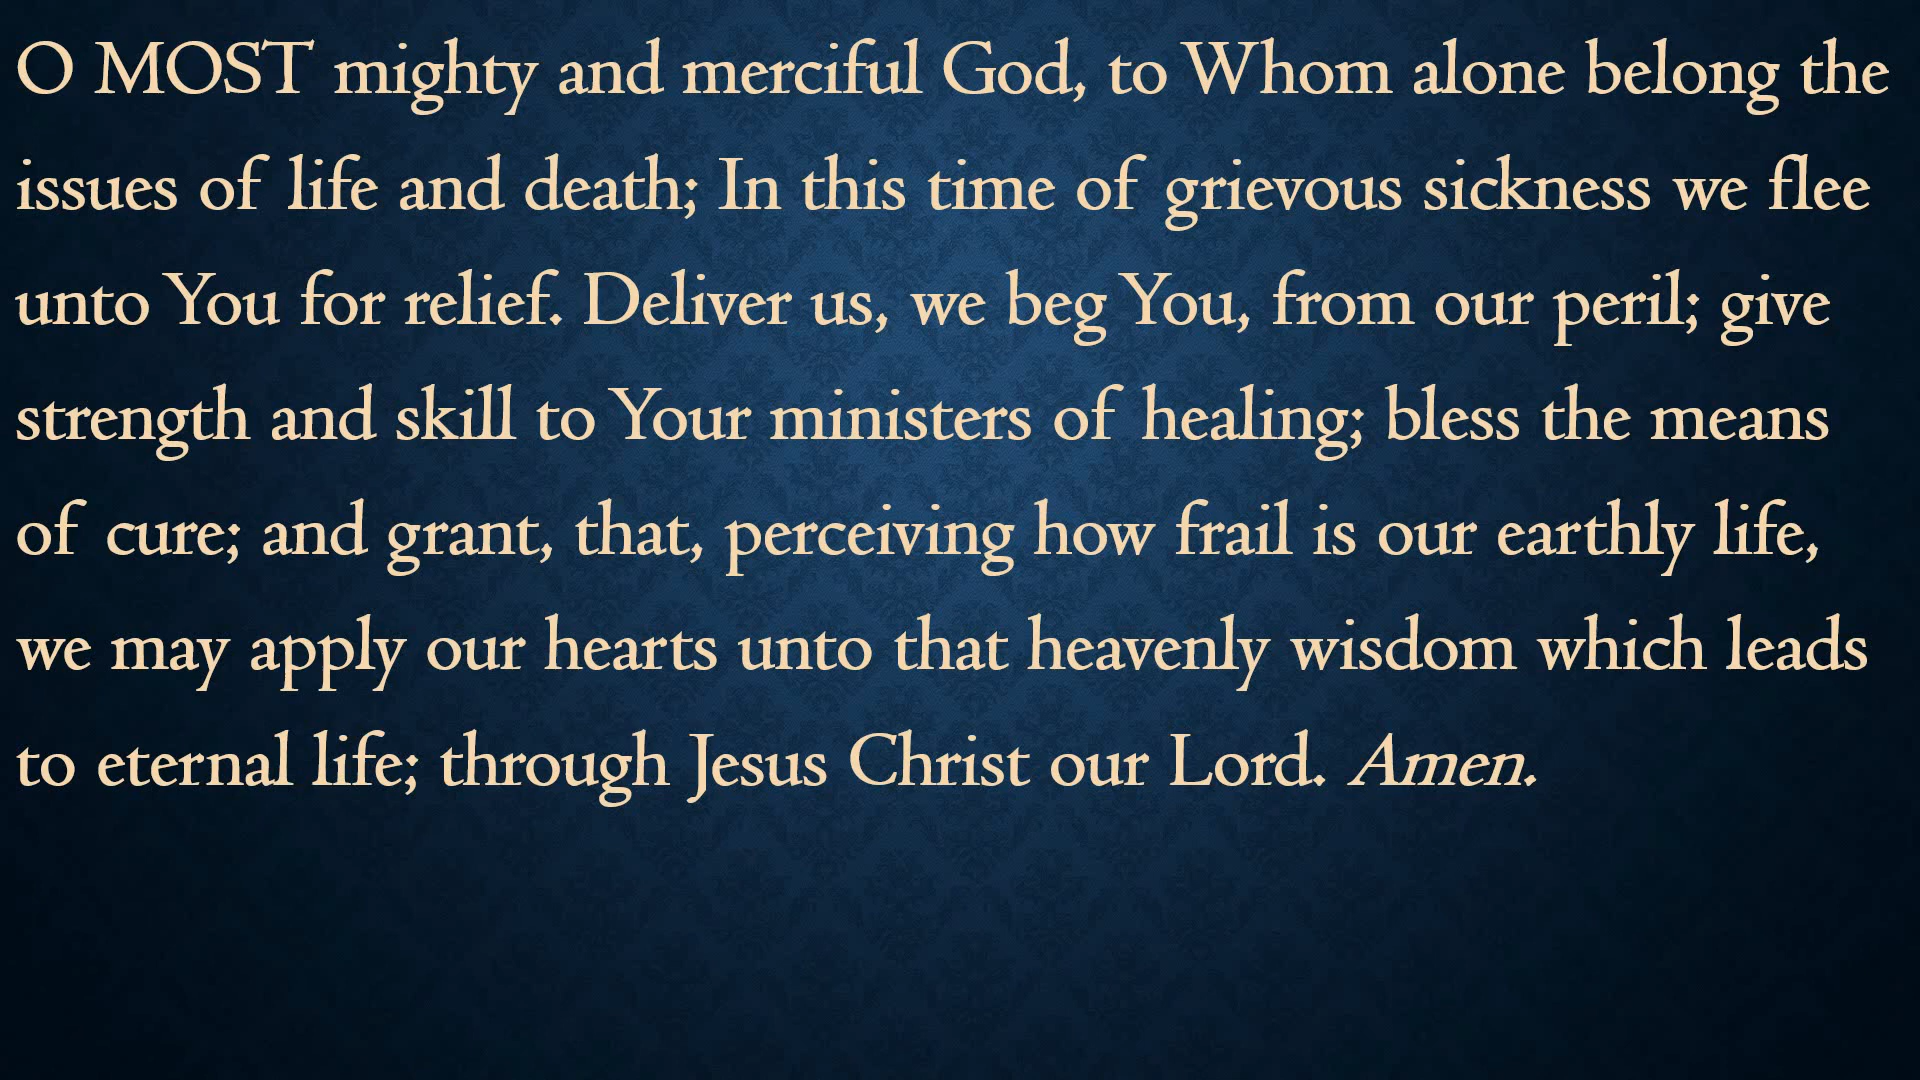 O MOST mighty and merciful God, to Whom alone belong the
issues of life and death; In this time of grievous sickness we flee
unto You for relief. Deliver us, we beg You, from our peril; give
strength and skill to Your ministers of healing; bless the means
of cure; and grant, that, perceiving how frail is our earthly life,
we may apply our hearts unto that heavenly wisdom which leads
to eternal life; through Jesus Christ our Lord. Amen.